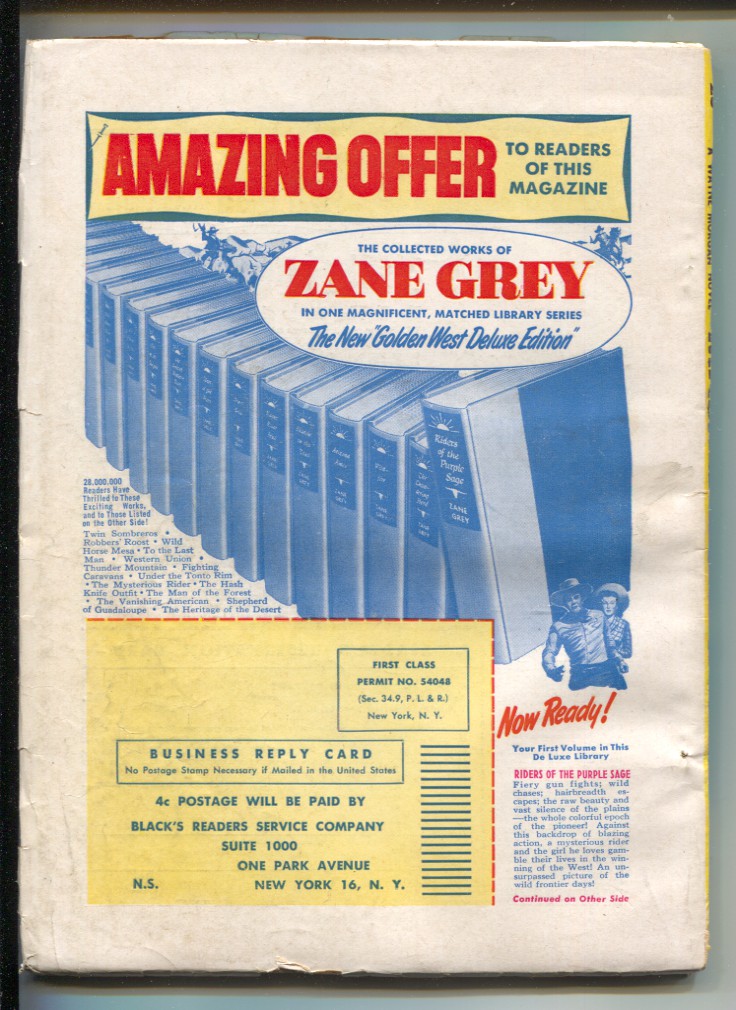 AMAZING OFFER
TO READERS
OF THIS
MAGAZINE
THE COLLECTED WORKS OF
ZANE GREY
IN ONE MAGNIFICENT, MATCHED LIBRARY SERIES
The New "Golden West Deluxe Edition"
Riders
of the
Purple
Sage
ZANE
GREY
28,000,000
Readers Have
Thrilled to These
Exciting Works,
and to Those Listed
on the Other Side!
Twin Sombreros •
Robbers' Roost • Wild
Horse Mesa • To the Last
Man • Western Union •
Thunder Mountain • Fighting
Caravans • Under the Tonto Rim
• The Mysterious Rider • The Hash
Knife Outfit • The Man of the Forest
• The Vanishing American • Shepherd
of Guadaloupe • The Heritage of the Desert
FIRST CLASS
PERMIT NO. 54048
(Sec. 34.9, P. L. & R.)
New York, N. Y.
BUSINESS REPLY CARD
No Postage Stamp Necessary if Mailed in the United States
4c POSTAGE WILL BE PAID BY
BLACK'S READERS SERVICE COMPANY
SUITE 1000
ONE PARK AVENUE
N.S. NEW YORK 16, N. Y.
Now Ready!
Your First Volume in This
De Luxe Library
RIDERS OF THE PURPLE SAGE
Fiery gun fights; wild
chases; hairbreadth es-
capes; the raw beauty and
vast silence of the plains
—the whole colorful epoch
of the pioneer! Against
this backdrop of blazing
action, a mysterious rider
and the girl he loves gam-
ble their lives in the win-
ning of the West! An un-
surpassed picture of the
wild frontier days!
Continued on Other Side